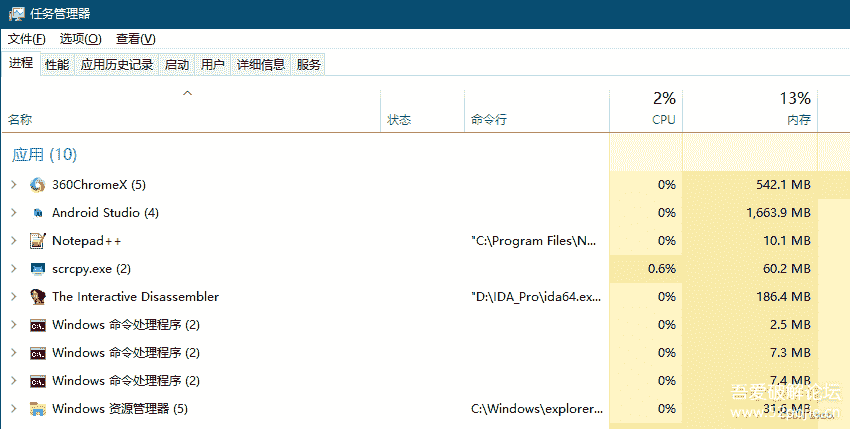 任务管理器
文件(F) 选项(O) 查看(V)
进程 性能 应用历史记录 启动 用户 详细信息 服务
2% 13%
名称 状态 命令行 CPU 内存
应用 (10)
360ChromeX (5) 0% 542.1 MB
Android Studio (4) 0% 1,663.9 MB
Notepad++ "C:\Program Files\N... 0% 10.1 MB
scrcpy.exe (2) 0.6% 60.2 MB
The Interactive Disassembler "D:\IDA_Pro\ida64.ex... 0% 186.4 MB
Windows 命令处理程序 (2) 0% 2.5 MB
Windows 命令处理程序 (2) 0% 7.3 MB
Windows 命令处理程序 (2) 0% 7.4 MB
吾爱破解论坛
Windows 资源管理器 (5) C:\Windows\explorer... 0% 31.6 MB